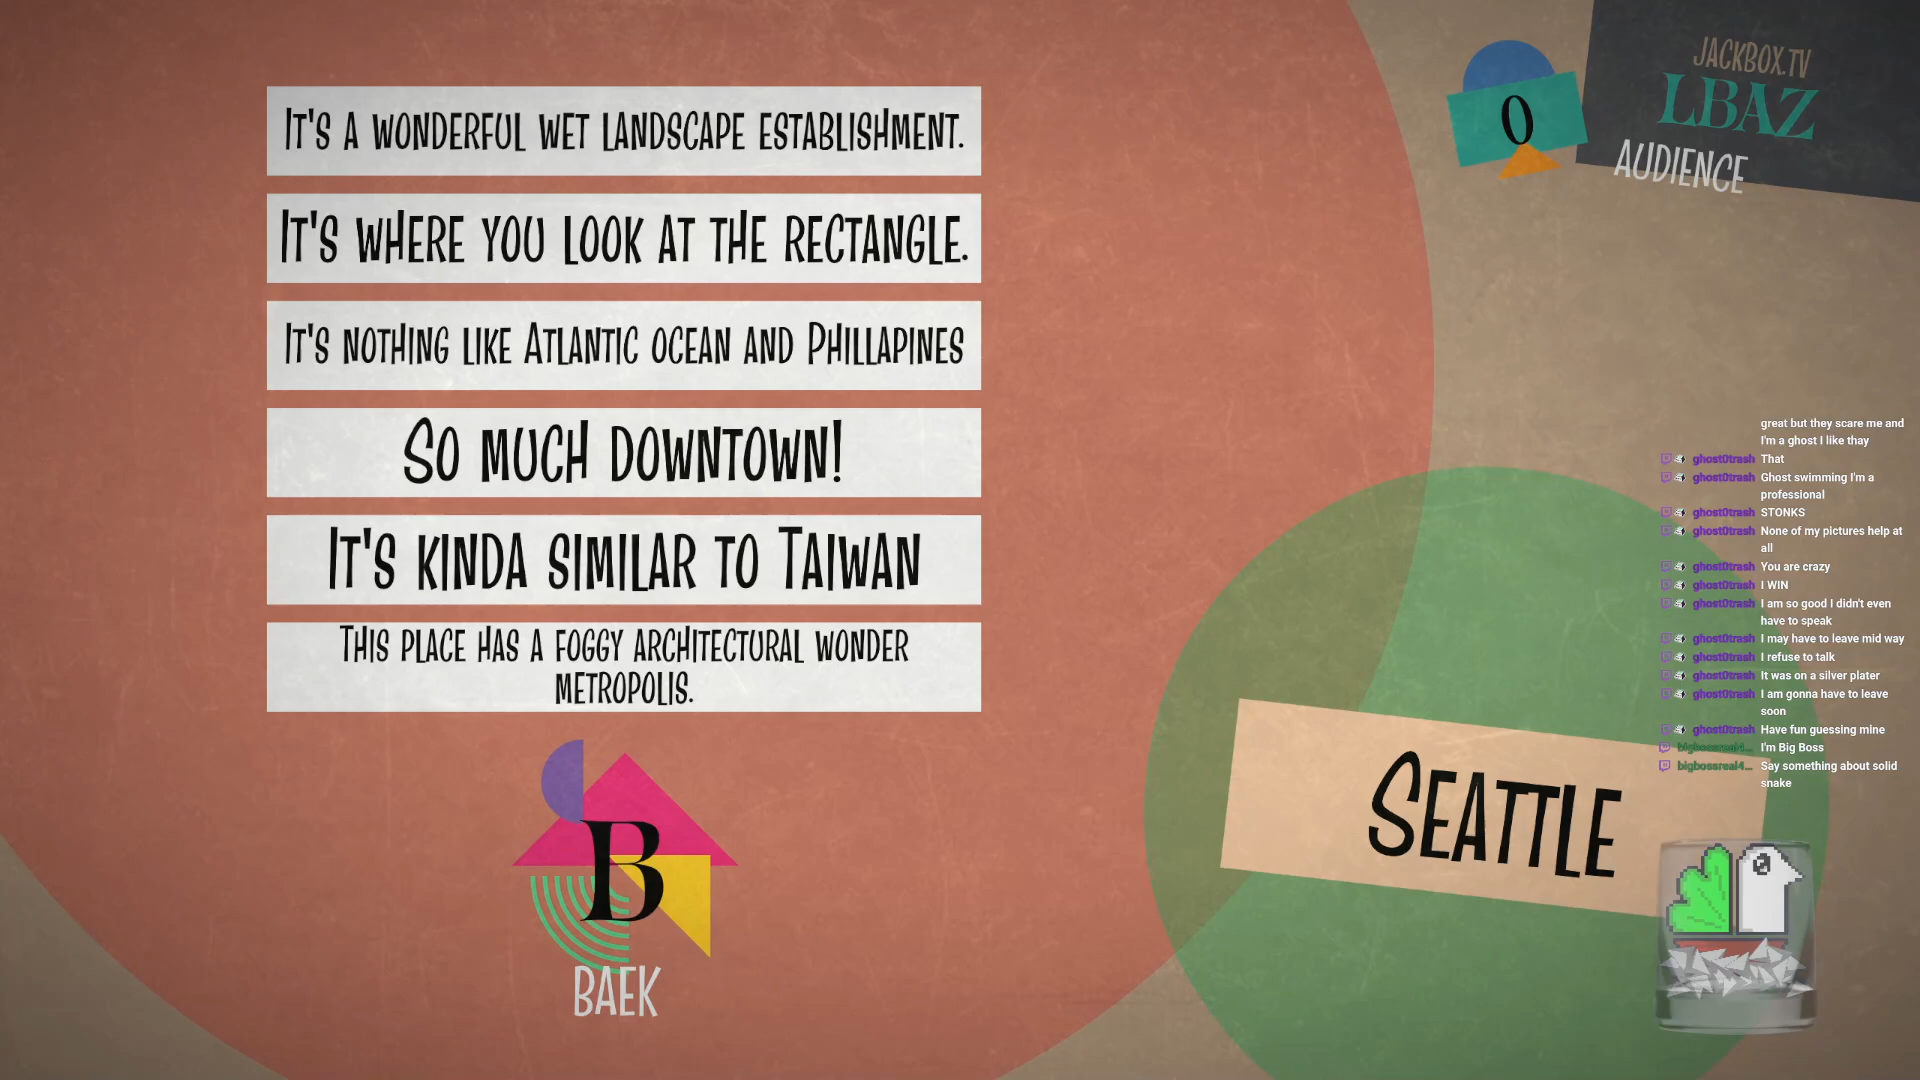 It's a wonderful wet landscape establishment.
It's where you look at the rectangle.
It's nothing like Atlantic ocean and Phillapines
So much downtown!
It's kinda similar to Taiwan
This place has a foggy architectural wonder
metropolis.
B
BAEK
0
JACKBOX.TV
LBAZ
AUDIENCE
great but they scare me and
I'm a ghost I like thay
ghost0trash That
ghost0trash Ghost swimming I'm a
professional
ghost0trash STONKS
ghost0trash None of my pictures help at
all
ghost0trash You are crazy
ghost0trash I WIN
ghost0trash I am so good I didn't even
have to speak
ghost0trash I may have to leave mid way
ghost0trash I refuse to talk
ghost0trash It was on a silver plater
ghost0trash I am gonna have to leave
soon
ghost0trash Have fun guessing mine
bigbossreal4... I'm Big Boss
bigbossreal4... Say something about solid
snake
Seattle